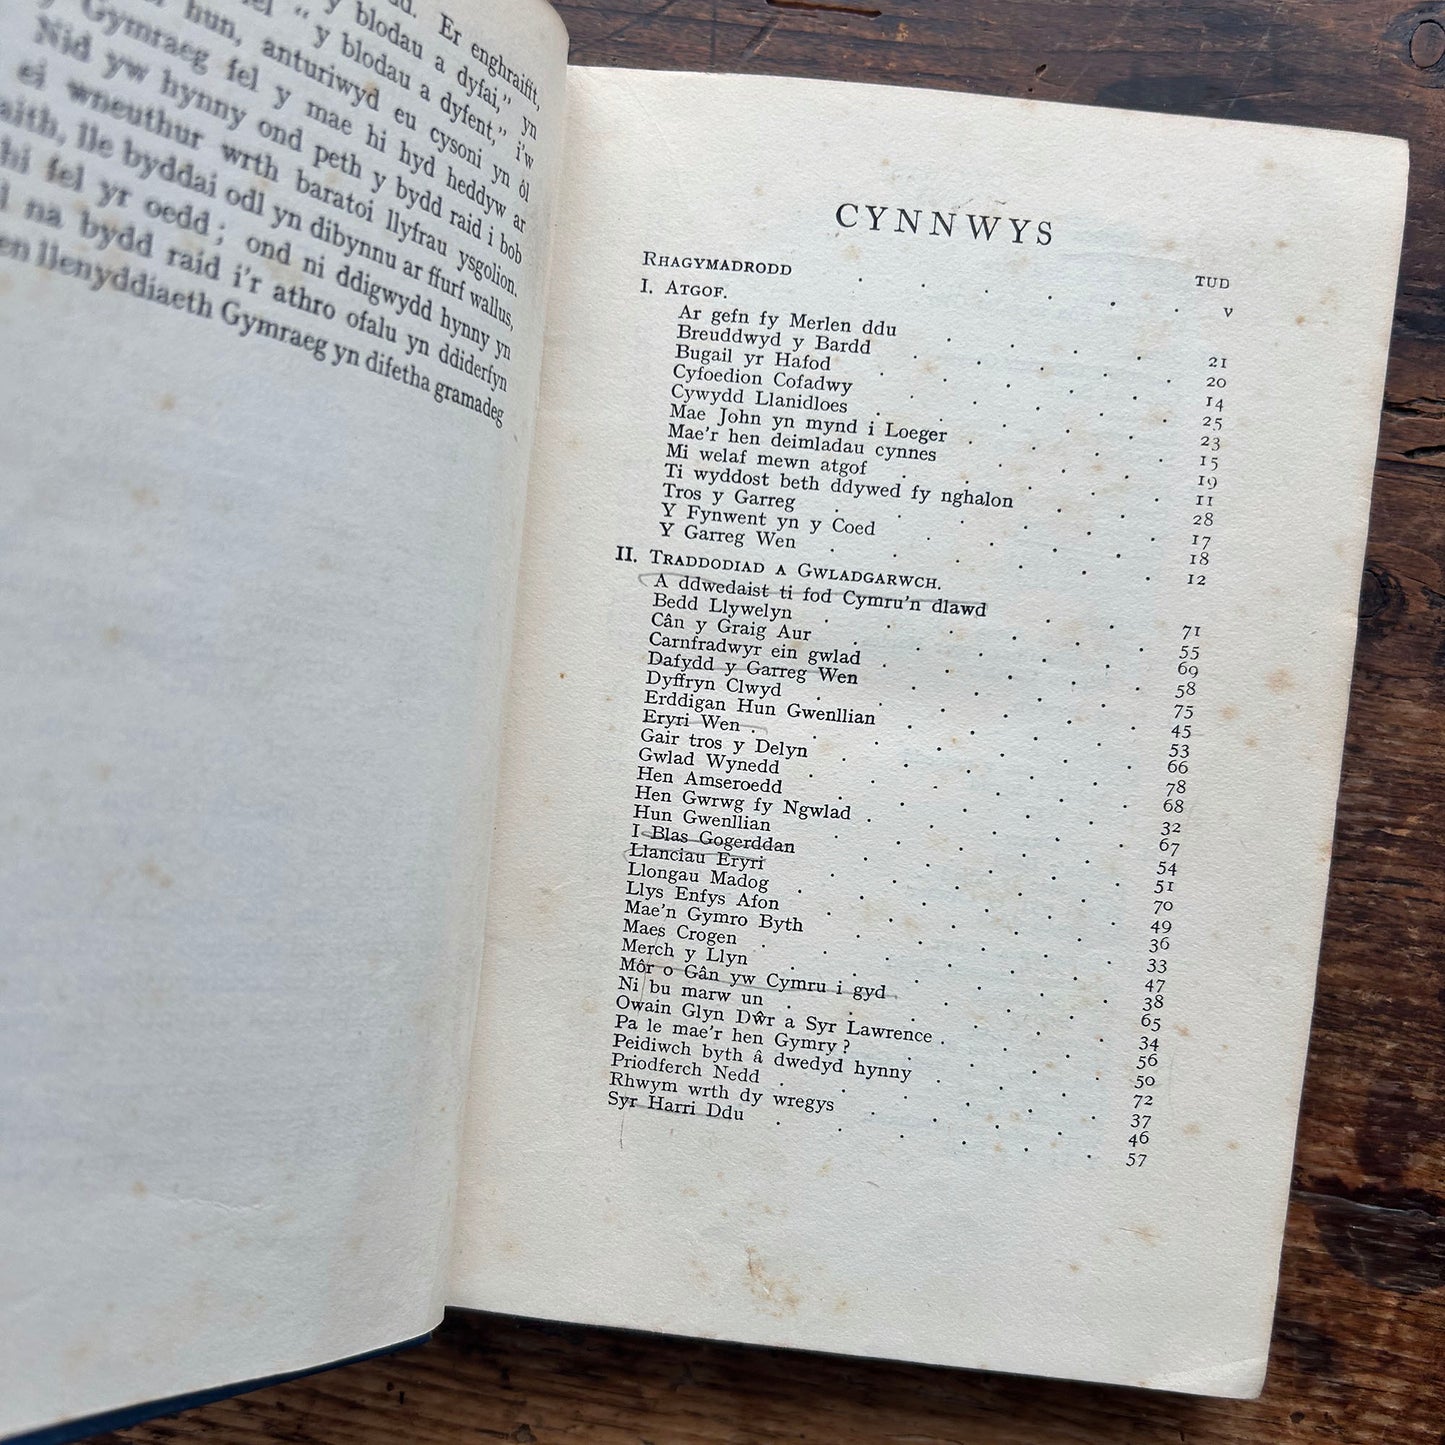 Er enghraifft,
y blodau a dyfai," yn
" y blodau a dyfent," i'w
hun, anturiwyd eu cysoni yn ôl
Gymraeg fel y mae hi hyd heddyw ar
Nid yw hynny ond peth y bydd raid i bob
ei wneuthur wrth baratoi llyfrau ysgolion.
lle byddai odl yn dibynnu ar ffurf wallus,
fel yr oedd ; ond ni ddigwydd hynny yn
na bydd raid i'r athro ofalu yn ddiderfyn
llenyddiaeth Gymraeg yn difetha gramadeg
CYNNWYS
TUD
RHAGYMADRODD . . . . . . v
I. ATGOF.
Ar gefn fy Merlen ddu . . . . 21
Breuddwyd y Bardd . . . . . 20
Bugail yr Hafod . . . . . 14
Cyfoedion Cofadwy . . . . . 25
Cywydd Llanidloes . . . . . 23
Mae John yn mynd i Loeger . . . . 15
Mae'r hen deimladau cynnes . . . . 19
Mi welaf mewn atgof . . . . . 11
Ti wyddost beth ddywed fy nghalon . . . 28
Tros y Garreg . . . . . . 17
Y Fynwent yn y Coed . . . . . 18
Y Garreg Wen . . . . . . 12
II. TRADDODIAD A GWLADGARWCH.
A ddwedaist ti fod Cymru'n dlawd . . . 71
Bedd Llywelyn . . . . . . 55
Cân y Graig Aur . . . . . 69
Carnfradwyr ein gwlad . . . . . 58
Dafydd y Garreg Wen . . . . . 75
Dyffryn Clwyd . . . . . . 45
Erddigan Hun Gwenllian . . . . . 53
Eryri Wen . . . . . . . 66
Gair tros y Delyn . . . . . 78
Gwlad Wynedd . . . . . . 68
Hen Amseroedd . . . . . . 32
Hen Gwrwg fy Ngwlad . . . . . 67
Hun Gwenllian . . . . . . 54
I Blas Gogerddan . . . . . 51
Llanciau Eryri . . . . . . 70
Llongau Madog . . . . . . 49
Llys Enfys Afon . . . . . 36
Mae'n Gymro Byth . . . . . 33
Maes Crogen . . . . . . 47
Merch y Llyn . . . . . . 38
Môr o Gân yw Cymru i gyd . . . . 65
Ni bu marw un . . . . . . 34
Owain Glyn Dŵr a Syr Lawrence . . . . 56
Pa le mae'r hen Gymry ? . . . . 50
Peidiwch byth â dwedyd hynny . . . . 72
Priodferch Nedd . . . . . . 37
Rhwym wrth dy wregys . . . . . 46
Syr Harri Ddu . . . . . . 57